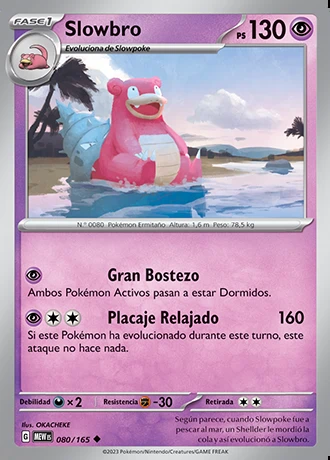 FASE 1
Slowbro
PS 130
Evoluciona de Slowpoke
N.º 0080 Pokémon Ermitaño Altura: 1,6 m Peso: 78,5 kg
Gran Bostezo
Ambos Pokémon Activos pasan a estar Dormidos.
Placaje Relajado 160
Si este Pokémon ha evolucionado durante este turno, este
ataque no hace nada.
Debilidad ×2 Resistencia -30 Retirada
Ilus. OKACHEKE
G MEW ES 080/165
Según parece, cuando Slowpoke fue a
pescar al mar, un Shellder le mordió la
cola y así evolucionó a Slowbro.
©2023 Pokémon/Nintendo/Creatures/GAME FREAK